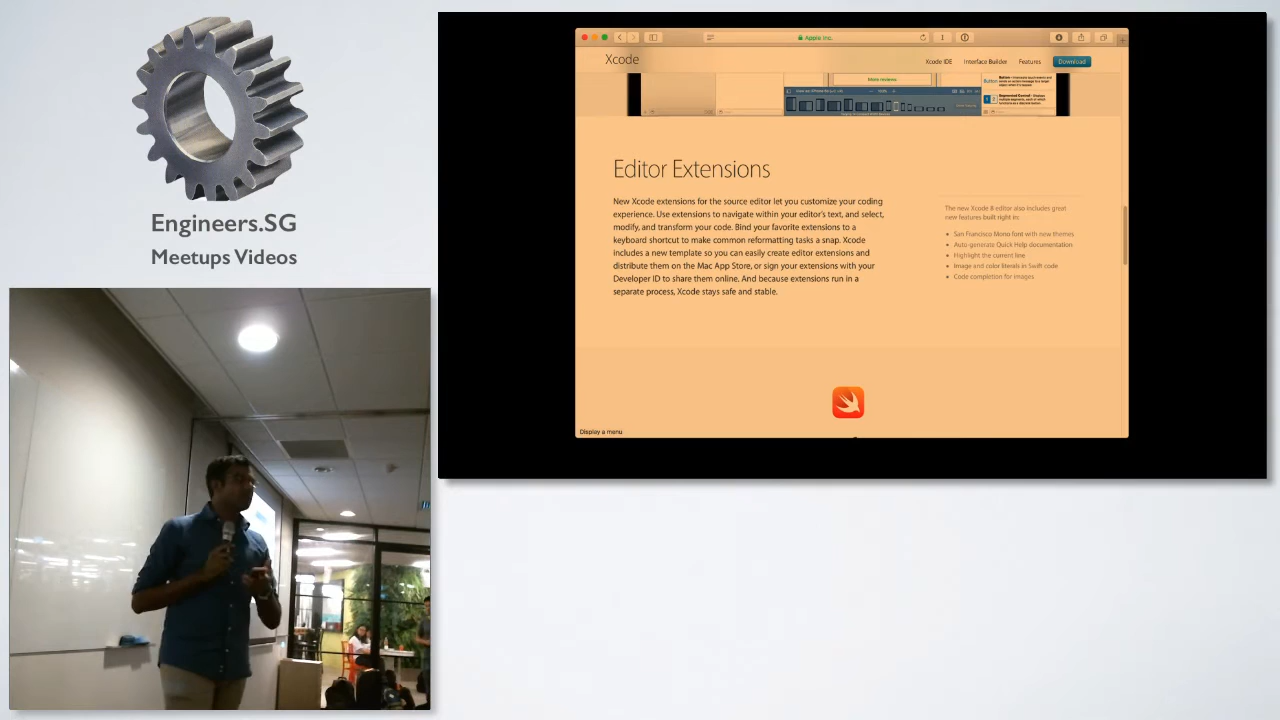 Engineers.SG
Meetups Videos
Apple Inc.
Xcode
Xcode IDE
Interface Builder
Features
Download
More reviews
Editor Extensions
New Xcode extensions for the source editor let you customize your coding
experience. Use extensions to navigate within your editor's text, and select,
modify, and transform your code. Bind your favorite extensions to a
keyboard shortcut to make common reformatting tasks a snap. Xcode
includes a new template so you can easily create editor extensions and
distribute them on the Mac App Store, or sign your extensions with your
Developer ID to share them online. And because extensions run in a
separate process, Xcode stays safe and stable.
The new Xcode 8 editor also includes great
new features built right in:
San Francisco Mono font with new themes
Auto-generate Quick Help documentation
Highlight the current line
Image and color literals in Swift code
Code completion for images
Display a menu